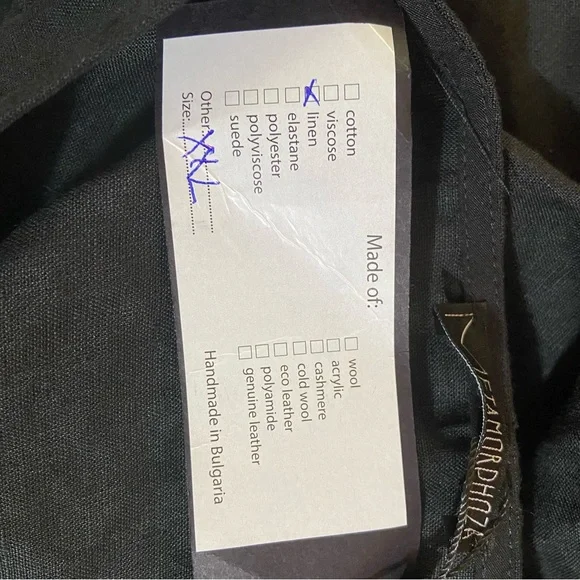 Made of:
☐ cotton
☐ viscose
☒ linen
☐ elastane
☐ polyester
☐ polyviscose
☐ suede
Other:....................
Size:....XXL..........
☐ wool
☐ acrylic
☐ cashmere
☐ cold wool
☐ eco leather
☐ polyamide
☐ genuine leather
Handmade in Bulgaria
METAMORPHOZA